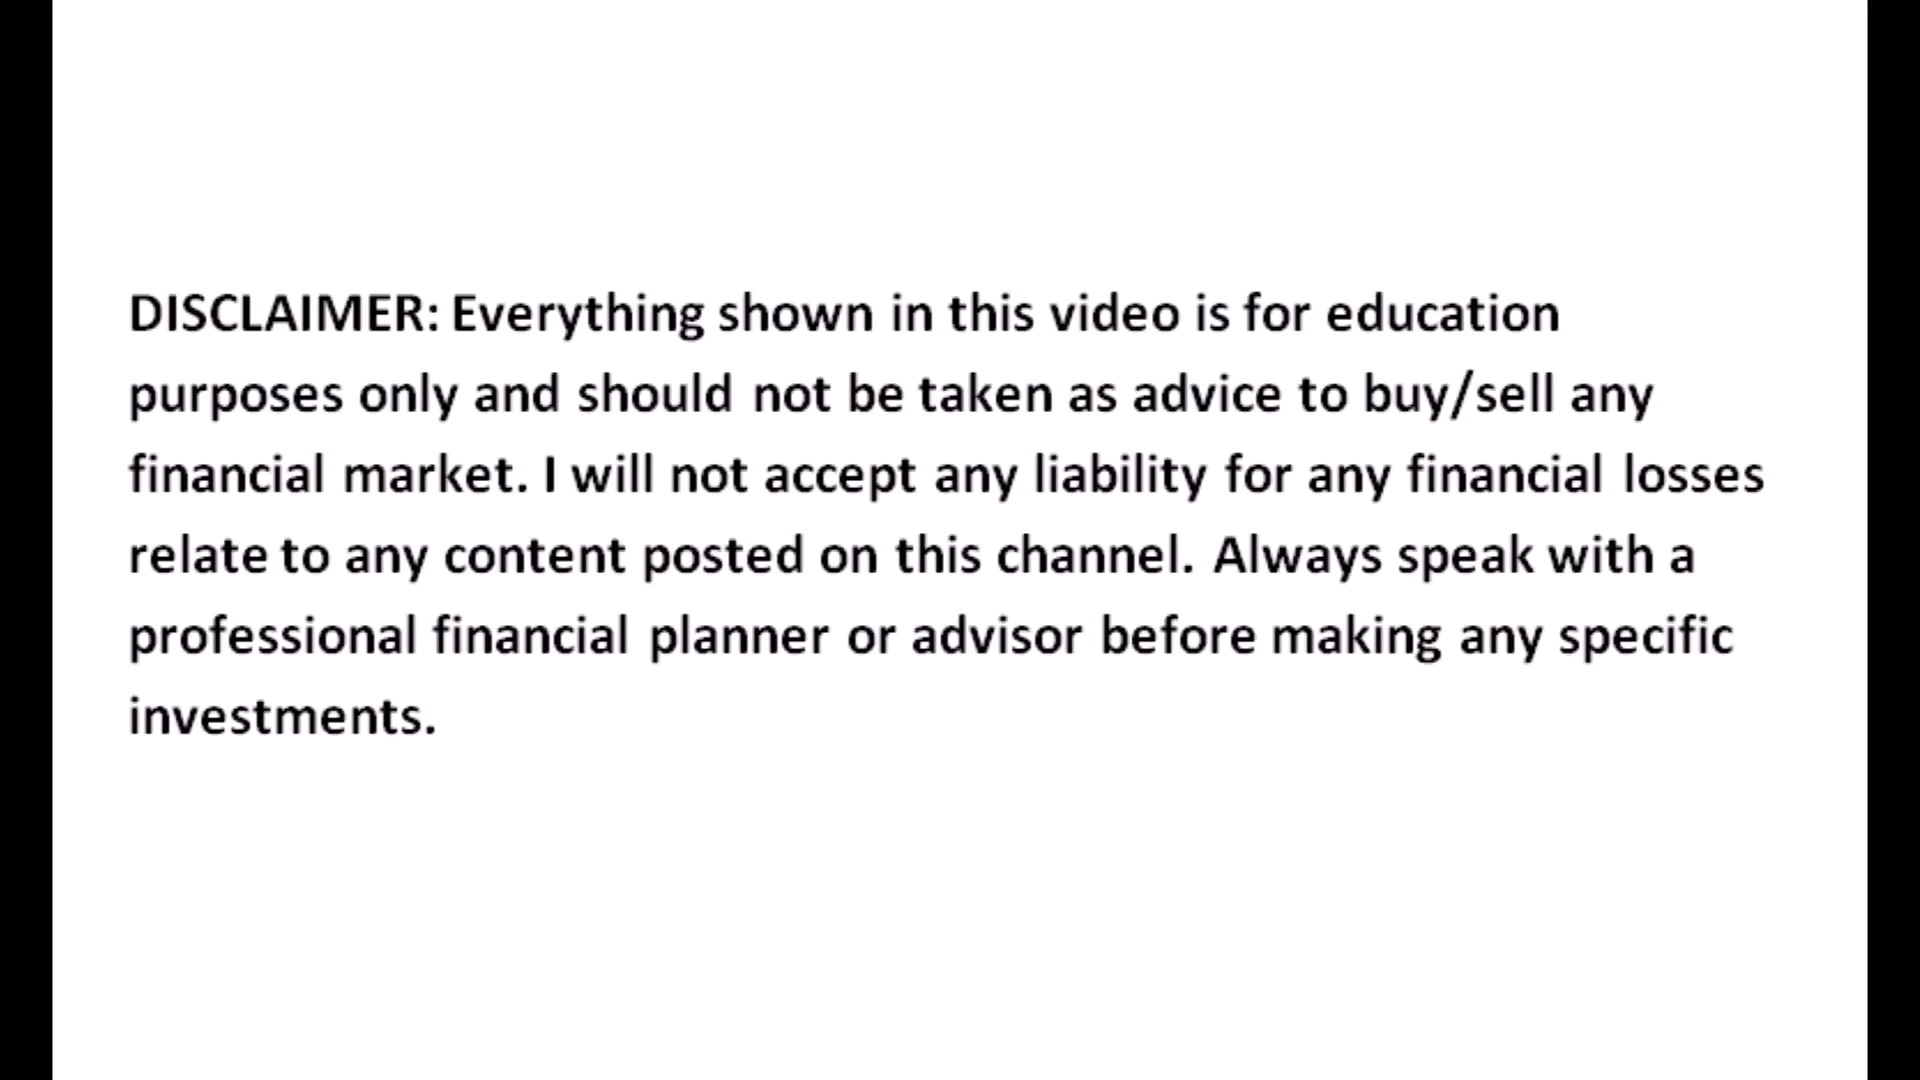 DISCLAIMER: Everything shown in this video is for education
purposes only and should not be taken as advice to buy/sell any
financial market. I will not accept any liability for any financial losses
relate to any content posted on this channel. Always speak with a
professional financial planner or advisor before making any specific
investments.